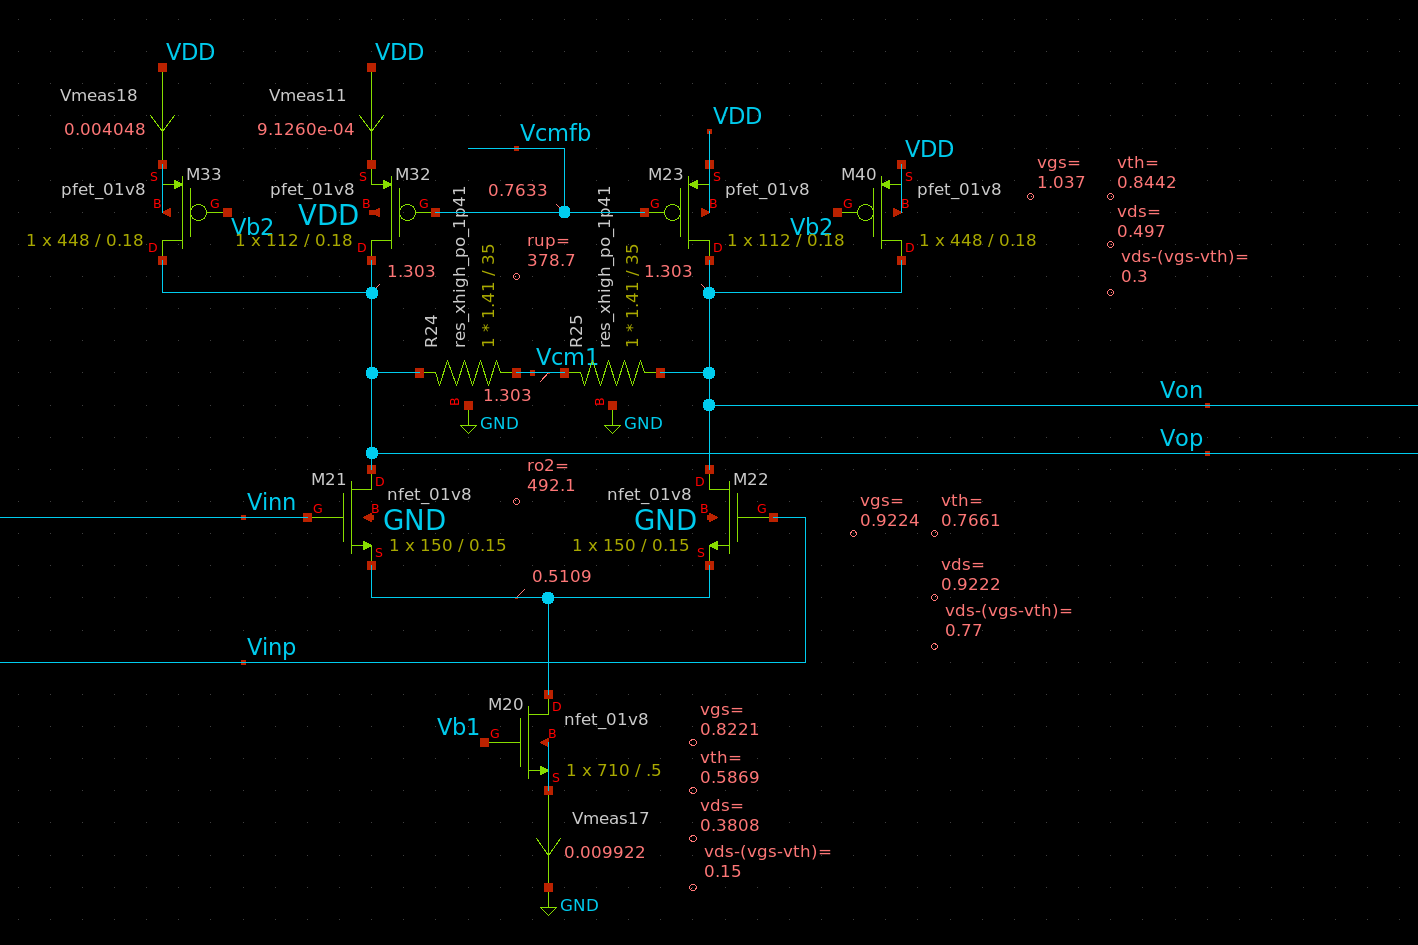 VDD
VDD
Vmeas18
0.004048
Vmeas11
9.1260e-04
Vcmfb
VDD
VDD
S
M33
pfet_01v8
B
G
Vb2
1 x 448 / 0.18
D
S
M32
pfet_01v8
VDD
B
G
1 x 112 / 0.18
D
0.7633
1.303
rup=
378.7
M23
S
pfet_01v8
G
B
1 x 112 / 0.18
D
1.303
M40
S
pfet_01v8
Vb2
G
B
1 x 448 / 0.18
D
vgs=
1.037
vth=
0.8442
vds=
0.497
vds-(vgs-vth)=
0.3
R24
res_xhigh_po_1p41
1 * 1.41 / 35
R25
res_xhigh_po_1p41
1 * 1.41 / 35
Vcm1
1.303
B
GND
B
GND
Von
Vop
M21
D
nfet_01v8
Vinn
G
B
GND
1 x 150 / 0.15
S
ro2=
492.1
M22
D
nfet_01v8
GND
B
G
1 x 150 / 0.15
S
vgs=
0.9224
vth=
0.7661
vds=
0.9222
vds-(vgs-vth)=
0.77
0.5109
Vinp
M20
D
nfet_01v8
Vb1
G
B
1 x 710 / .5
S
vgs=
0.8221
vth=
0.5869
vds=
0.3808
vds-(vgs-vth)=
0.15
Vmeas17
0.009922
GND